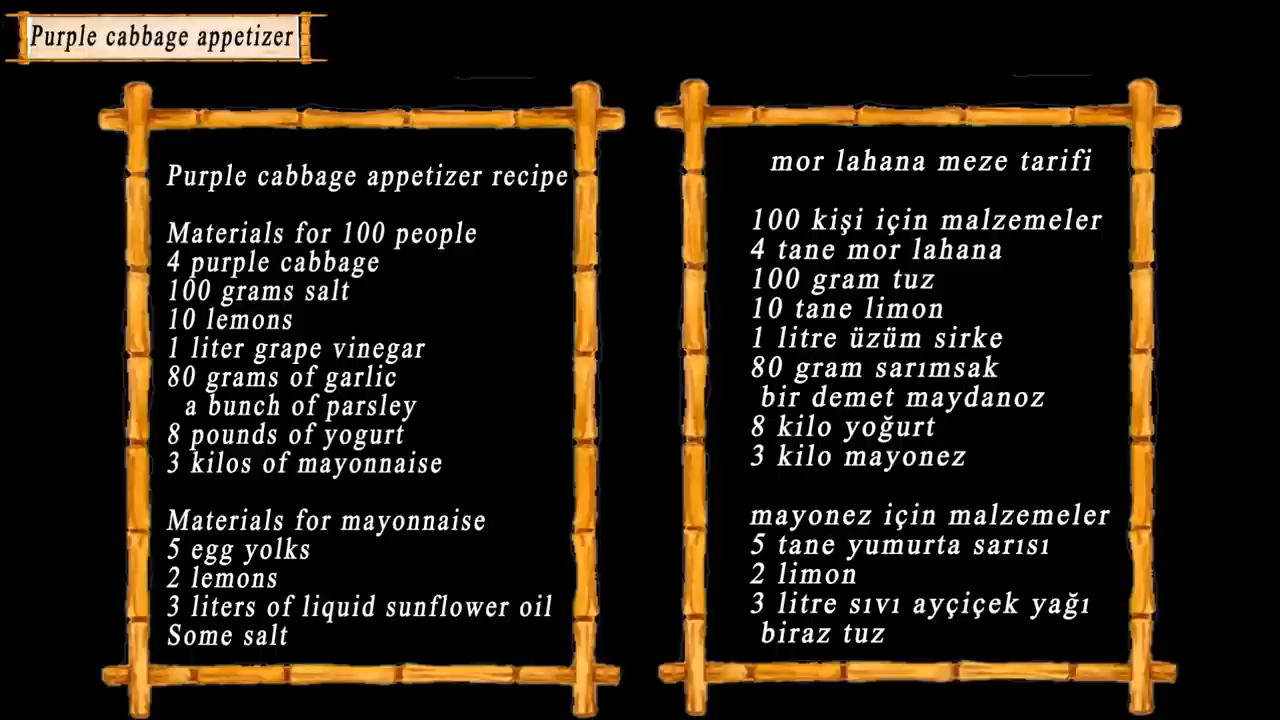 Purple cabbage appetizer
Purple cabbage appetizer recipe
Materials for 100 people
4 purple cabbage
100 grams salt
10 lemons
1 liter grape vinegar
80 grams of garlic
a bunch of parsley
8 pounds of yogurt
3 kilos of mayonnaise
Materials for mayonnaise
5 egg yolks
2 lemons
3 liters of liquid sunflower oil
Some salt
mor lahana meze tarifi
100 kişi için malzemeler
4 tane mor lahana
100 gram tuz
10 tane limon
1 litre üzüm sirke
80 gram sarımsak
bir demet maydanoz
8 kilo yoğurt
3 kilo mayonez
mayonez için malzemeler
5 tane yumurta sarısı
2 limon
3 litre sıvı ayçiçek yağı
biraz tuz